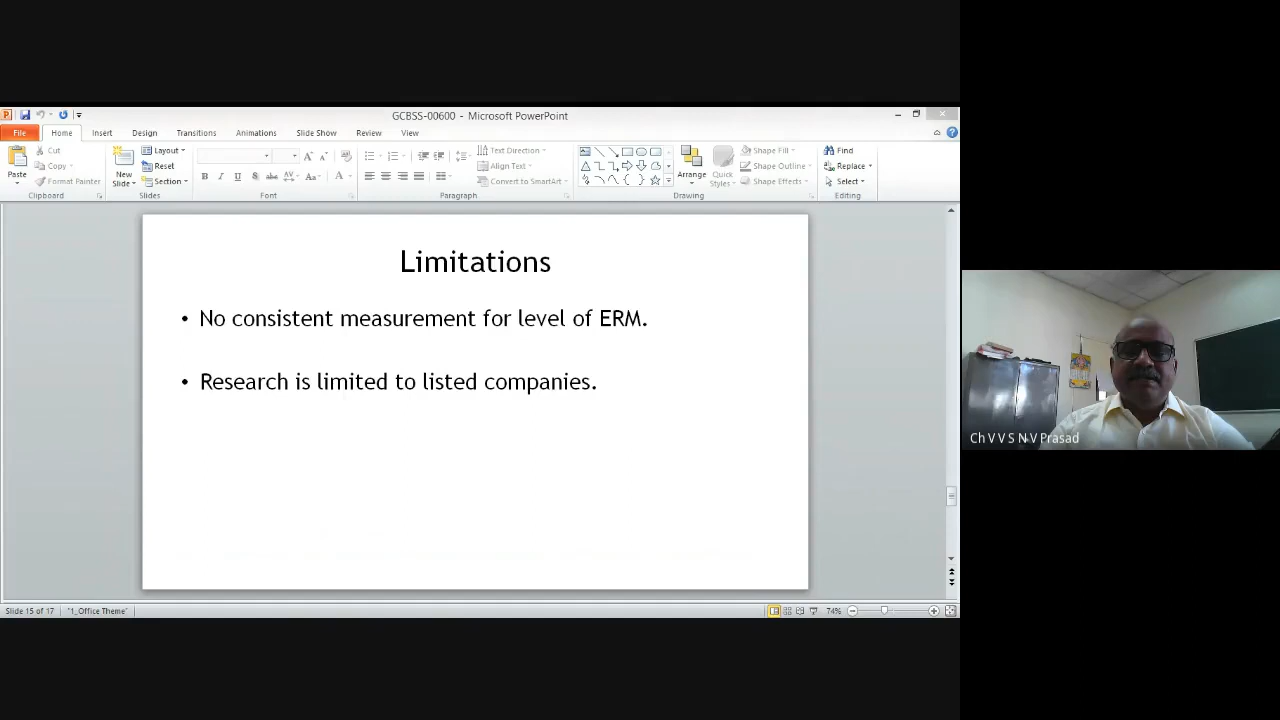 GCBSS-00600 - Microsoft PowerPoint
File Home Insert Design Transitions Animations Slide Show Review View
Paste
Cut
Copy
Format Painter
Clipboard
New
Slide
Layout
Reset
Section
Slides
B I U S abc AV Aa A
Font
Text Direction
Align Text
Convert to SmartArt
Paragraph
Arrange
Quick
Styles
Shape Fill
Shape Outline
Shape Effects
Drawing
Find
Replace
Select
Editing
Limitations
• No consistent measurement for level of ERM.
• Research is limited to listed companies.
Slide 15 of 17 "1_Office Theme" 74%
Ch V V S N V Prasad